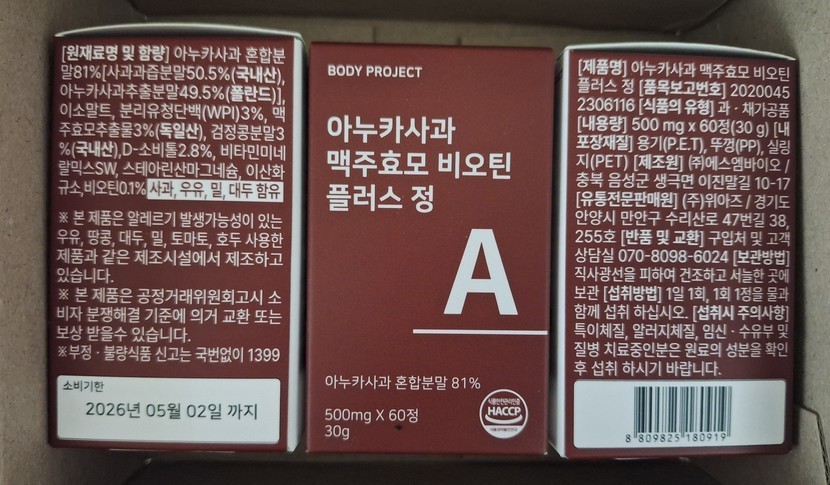 [원재료명 및 함량] 아누카사과 혼합분
말81%[사과과즙분말50.5%(국내산),
아누카사과추출분말49.5%(폴란드)],
이소말트, 분리유청단백(WPI)3%, 맥
주효모추출물3%(독일산), 검정콩분말3
%(국내산),D-소비톨2.8%, 비타민미네
랄믹스SW, 스테아린산마그네슘, 이산화
규소,비오틴0.1% 사과, 우유, 밀, 대두 함유
※ 본 제품은 알레르기 발생가능성이 있는
우유, 땅콩, 대두, 밀, 토마토, 호두 사용한
제품과 같은 제조시설에서 제조하고
있습니다.
※ 본 제품은 공정거래위원회고시 소
비자 분쟁해결 기준에 의거 교환 또는
보상 받을수 있습니다.
※부정·불량식품 신고는 국번없이 1399
소비기한
2026년 05월 02일 까지
BODY PROJECT
아누카사과
맥주효모 비오틴
플러스 정
A
아누카사과 혼합분말 81%
500mg X 60정
30g
식품안전관리인증
HACCP
식품의약품안전처
[제품명] 아누카사과 맥주효모 비오틴
플러스 정 [품목보고번호] 2020045
2306116 [식품의 유형] 과·채가공품
[내용량] 500 mg x 60정(30 g) [내
포장재질] 용기(P.E.T), 뚜껑(PP), 실링
지(PET) [제조원] ㈜에스엠바이오 /
충북 음성군 생극면 이진말길 10-17
[유통전문판매원] (주)위아즈 / 경기도
안양시 만안구 수리산로 47번길 38,
255호 [반품 및 교환] 구입처 및 고객
상담실 070-8098-6024 [보관방법]
직사광선을 피하여 건조하고 서늘한 곳에
보관 [섭취방법] 1일 1회, 1회 1정을 물과
함께 섭취 하십시오. [섭취시 주의사항]
특이체질, 알러지체질, 임신·수유부 및
질병 치료중인분은 원료의 성분을 확인
후 섭취 하시기 바랍니다.
8 809825 180919